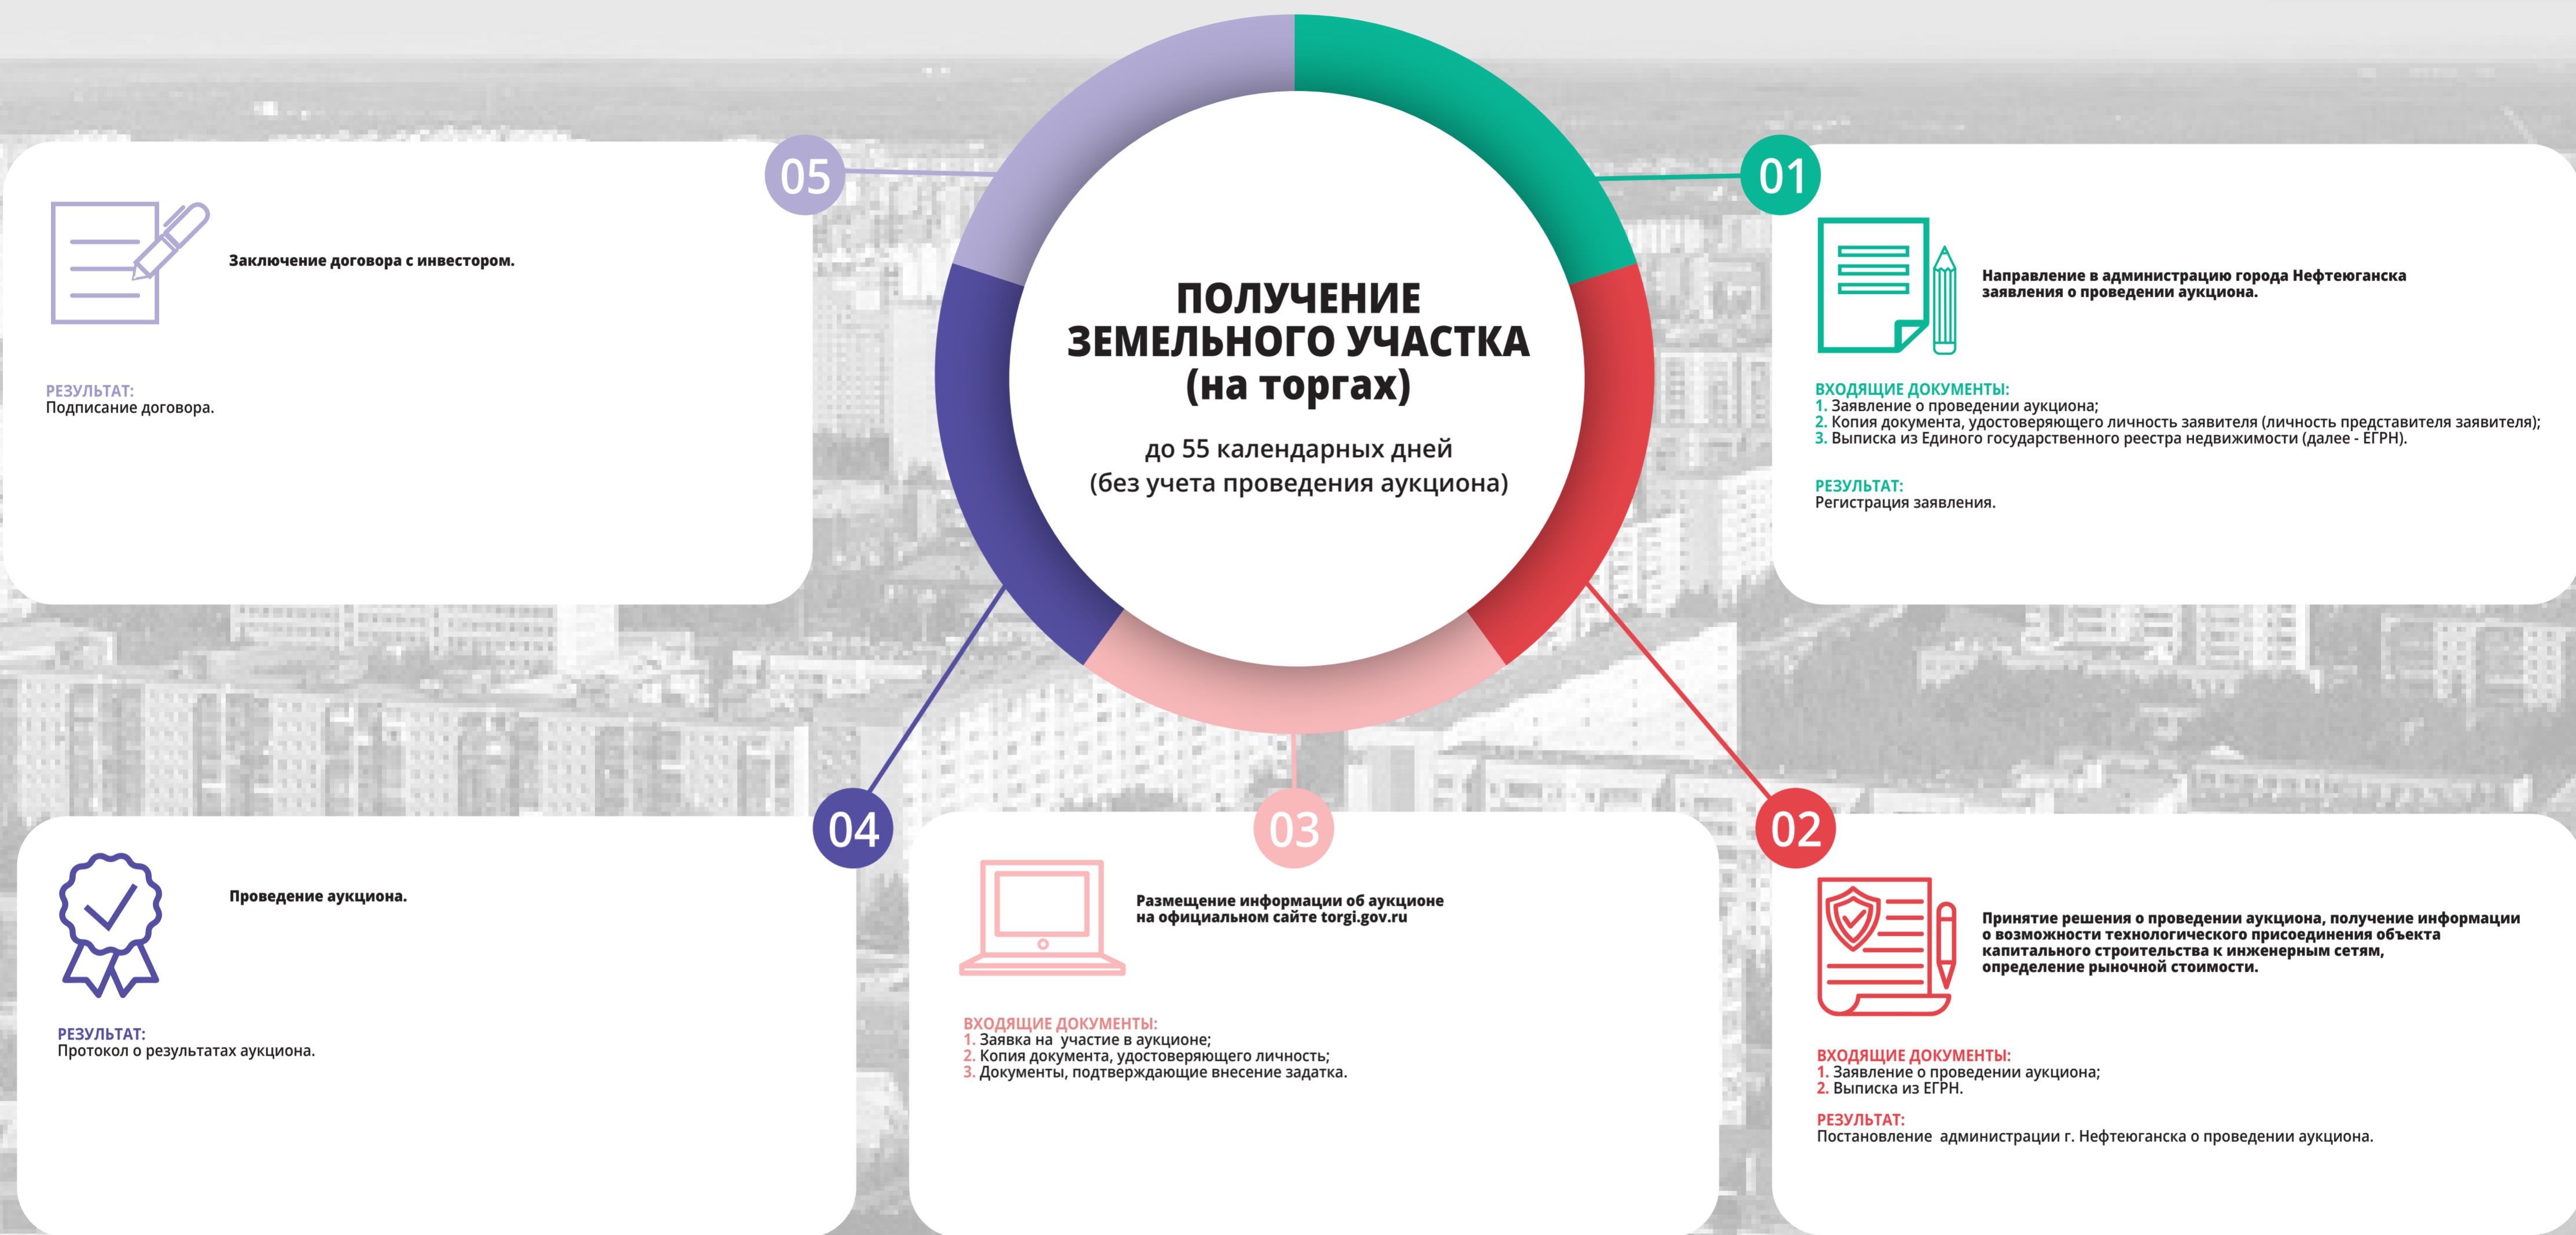 ПОЛУЧЕНИЕ
ЗЕМЕЛЬНОГО УЧАСТКА
(на торгах)
до 55 календарных дней
(без учета проведения аукциона)
01
Направление в администрацию города Нефтеюганска
заявления о проведении аукциона.
ВХОДЯЩИЕ ДОКУМЕНТЫ:
1. Заявление о проведении аукциона;
2. Копия документа, удостоверяющего личность заявителя (личность представителя заявителя);
3. Выписка из Единого государственного реестра недвижимости (далее - ЕГРН).
РЕЗУЛЬТАТ:
Регистрация заявления.
02
Принятие решения о проведении аукциона, получение информации
о возможности технологического присоединения объекта
капитального строительства к инженерным сетям,
определение рыночной стоимости.
ВХОДЯЩИЕ ДОКУМЕНТЫ:
1. Заявление о проведении аукциона;
2. Выписка из ЕГРН.
РЕЗУЛЬТАТ:
Постановление  администрации г. Нефтеюганска о проведении аукциона.
03
Размещение информации об аукционе
на официальном сайте torgi.gov.ru
ВХОДЯЩИЕ ДОКУМЕНТЫ:
1. Заявка на  участие в аукционе;
2. Копия документа, удостоверяющего личность;
3. Документы, подтверждающие внесение задатка.
04
Проведение аукциона.
РЕЗУЛЬТАТ:
Протокол о результатах аукциона.
05
Заключение договора с инвестором.
РЕЗУЛЬТАТ:
Подписание договора.